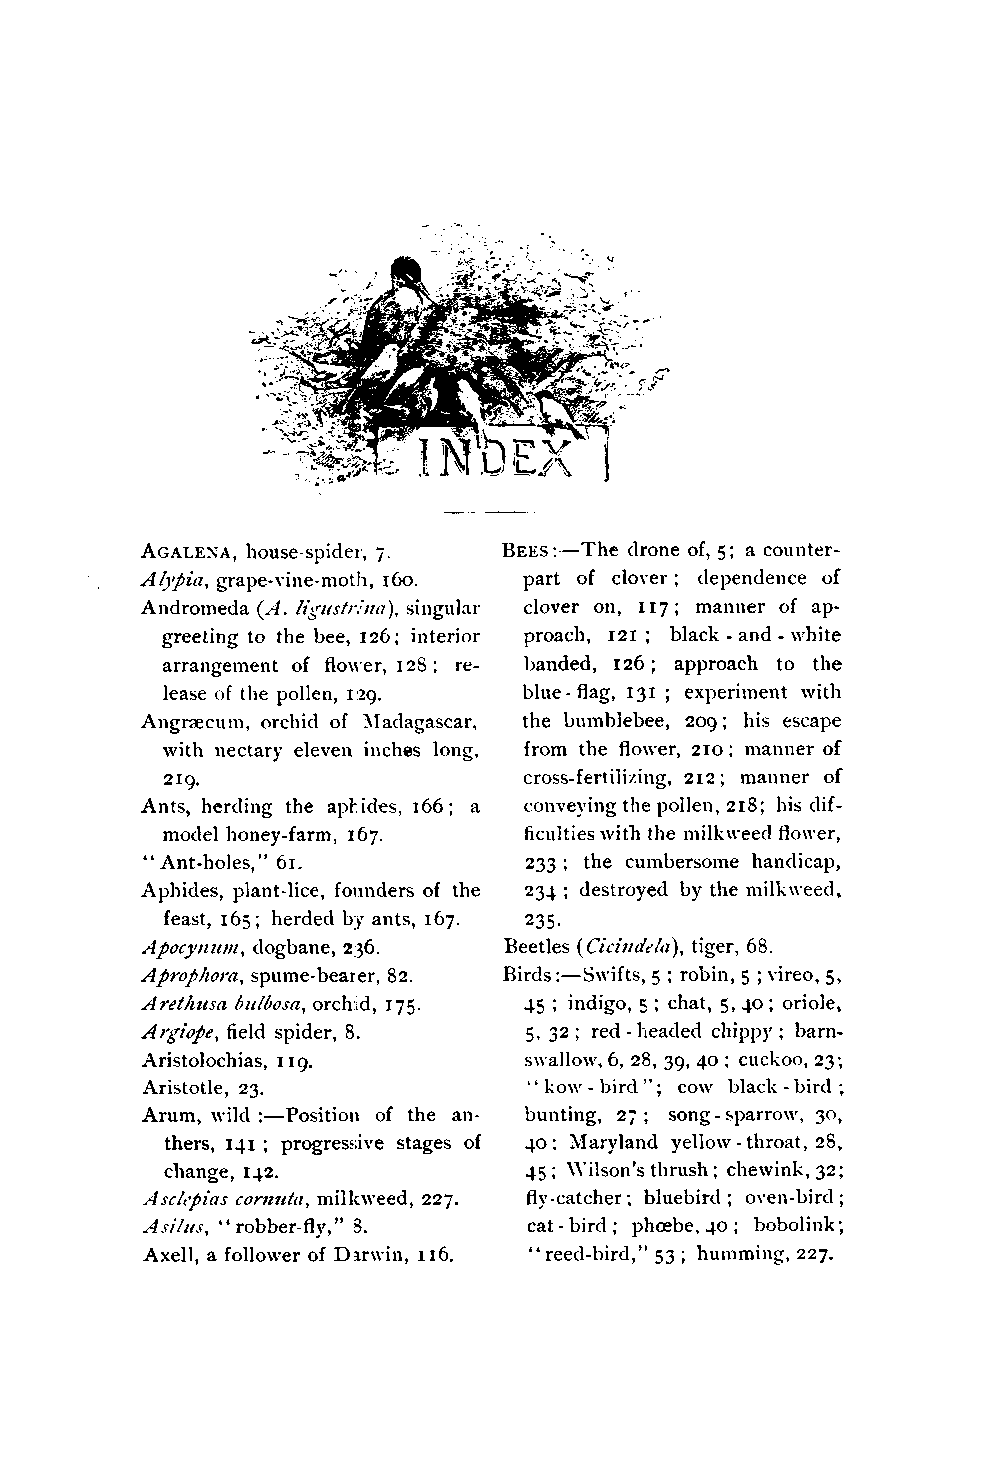 INDEX
AGALENA, house-spider, 7.
Alypia, grape-vine-moth, 160.
Andromeda (A. ligustrina), singular
greeting to the bee, 126; interior
arrangement of flower, 128; re-
lease of the pollen, 129.
Angræcum, orchid of Madagascar,
with nectary eleven inches long,
219.
Ants, herding the aphides, 166; a
model honey-farm, 167.
"Ant-holes," 61.
Aphides, plant-lice, founders of the
feast, 165; herded by ants, 167.
Apocynum, dogbane, 236.
Aprophora, spume-bearer, 82.
Arethusa bulbosa, orchid, 175.
Argiope, field spider, 8.
Aristolochias, 119.
Aristotle, 23.
Arum, wild:—Position of the an-
thers, 141; progressive stages of
change, 142.
Asclepias cornuta, milkweed, 227.
Asilus, "robber-fly," 8.
Axell, a follower of Darwin, 116.
BEES:—The drone of, 5; a counter-
part of clover; dependence of
clover on, 117; manner of ap-
proach, 121; black-and-white
banded, 126; approach to the
blue-flag, 131; experiment with
the bumblebee, 209; his escape
from the flower, 210; manner of
cross-fertilizing, 212; manner of
conveying the pollen, 218; his dif-
ficulties with the milkweed flower,
233; the cumbersome handicap,
234; destroyed by the milkweed,
235.
Beetles (Cicindela), tiger, 68.
Birds:—Swifts, 5; robin, 5; vireo, 5,
45; indigo, 5; chat, 5, 40; oriole,
5, 32; red-headed chippy; barn-
swallow, 6, 28, 39, 40; cuckoo, 23;
"kow-bird"; cow black-bird;
bunting, 27; song-sparrow, 30,
40; Maryland yellow-throat, 28,
45; Wilson's thrush; chewink, 32;
fly-catcher; bluebird; oven-bird;
cat-bird; phœbe, 40; bobolink;
"reed-bird," 53; humming, 227.